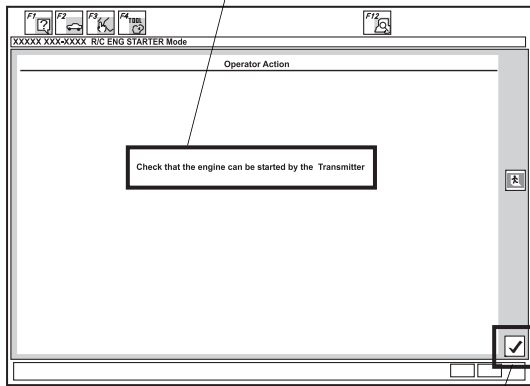 F1 F2 F3 F4 TOOL F12
XXXXX XXX-XXXX R/C ENG STARTER Mode
Operator Action
Check that the engine can be started by the Transmitter